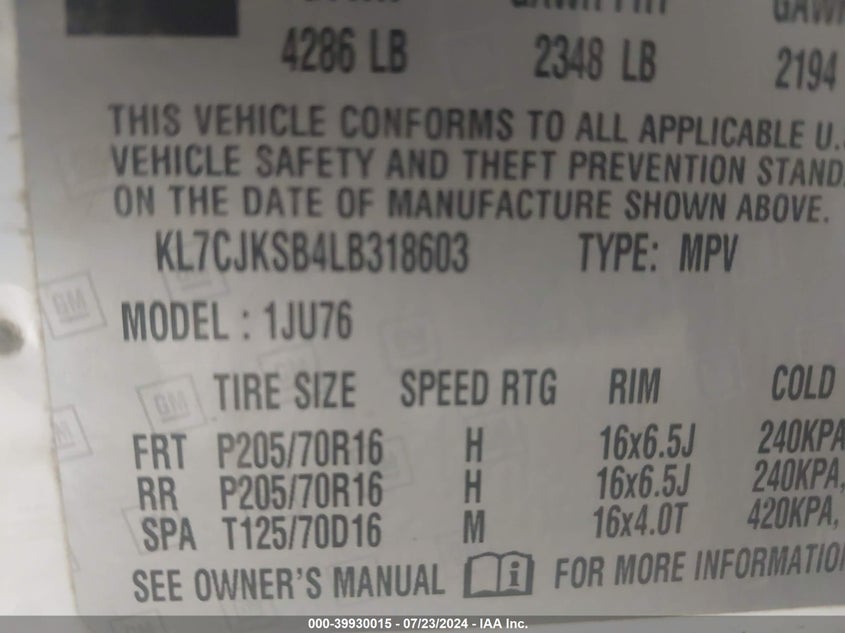 4286 LB 2348 LB 2194
THIS VEHICLE CONFORMS TO ALL APPLICABLE U.S.
VEHICLE SAFETY AND THEFT PREVENTION STAND
ON THE DATE OF MANUFACTURE SHOWN ABOVE.
KL7CJKSB4LB318603 TYPE: MPV
MODEL : 1JU76
TIRE SIZE SPEED RTG RIM COLD
FRT P205/70R16 H 16x6.5J 240KPA
RR P205/70R16 H 16x6.5J 240KPA,
SPA T125/70D16 M 16x4.0T 420KPA,
SEE OWNER'S MANUAL i FOR MORE INFORMATION
GM
GM
000-39930015 - 07/23/2024 - IAA Inc.